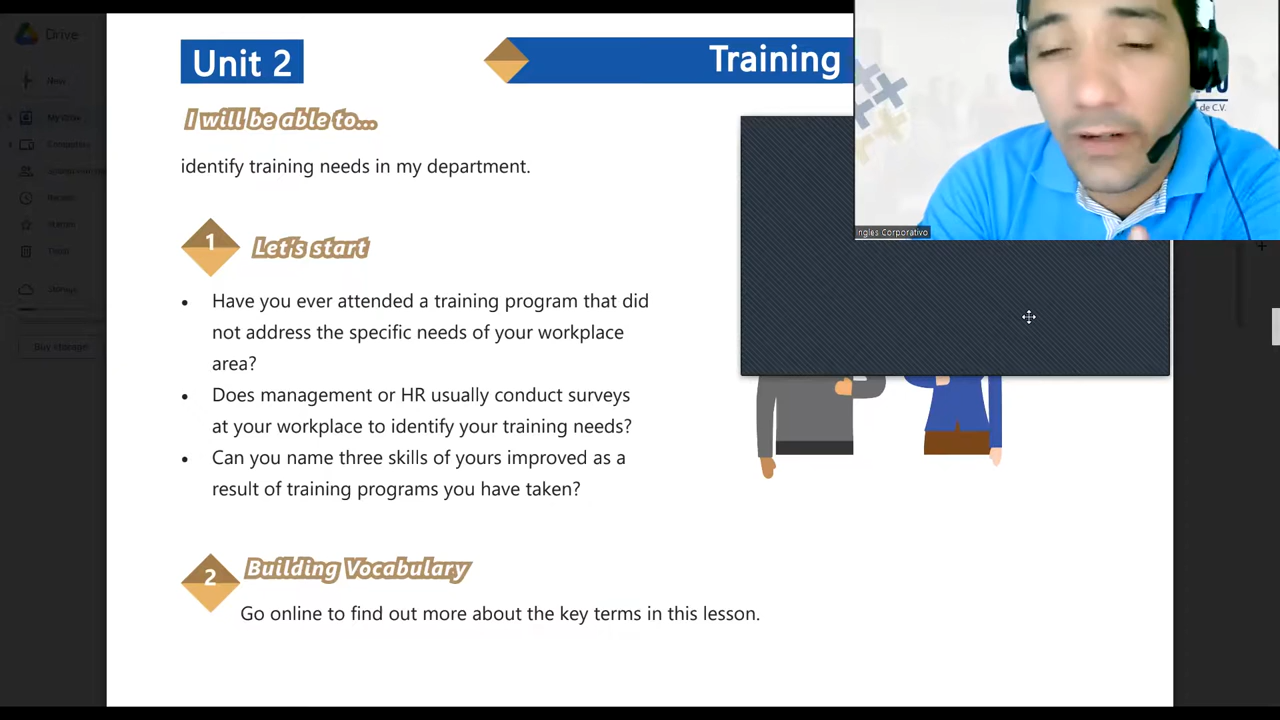 Drive
Unit 2
Training
I will be able to...
de C.V.
identify training needs in my department.
Ingles Corporativo
1
Let's start
Have you ever attended a training program that did
not address the specific needs of your workplace
area?
Buy storage
Does management or HR usually conduct surveys
at your workplace to identify your training needs?
Can you name three skills of yours improved as a
result of training programs you have taken?
2
Building Vocabulary
Go online to find out more about the key terms in this lesson.